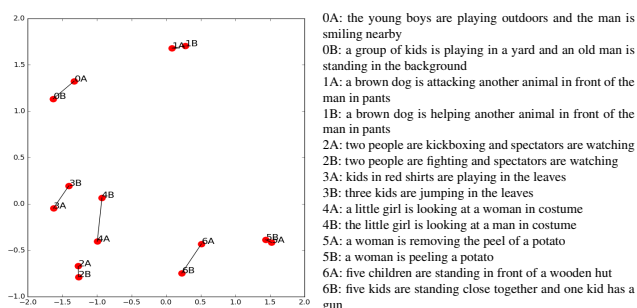 2.0
1.5
1.0
0.5
0.0
−0.5
−1.0
−2.0 −1.5 −1.0 −0.5 0.0 0.5 1.0 1.5 2.0
1A 1B
0A
0B
3B
3A
4B
4A
2A
2B
6A
6B
5B
5A
0A: the young boys are playing outdoors and the man is
smiling nearby
0B: a group of kids is playing in a yard and an old man is
standing in the background
1A: a brown dog is attacking another animal in front of the
man in pants
1B: a brown dog is helping another animal in front of the
man in pants
2A: two people are kickboxing and spectators are watching
2B: two people are fighting and spectators are watching
3A: kids in red shirts are playing in the leaves
3B: three kids are jumping in the leaves
4A: a little girl is looking at a woman in costume
4B: the little girl is looking at a man in costume
5A: a woman is removing the peel of a potato
5B: a woman is peeling a potato
6A: five children are standing in front of a wooden hut
6B: five kids are standing close together and one kid has a
gun